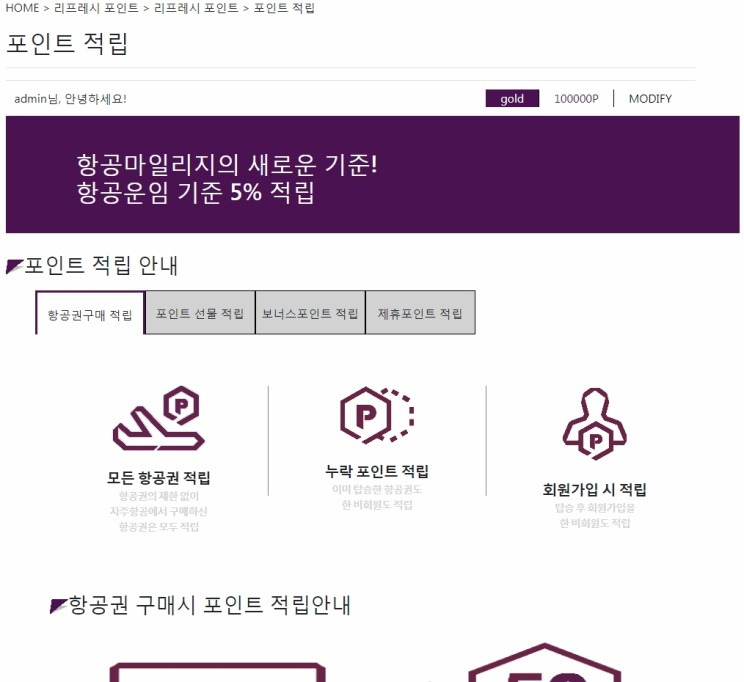 HOME > 리프레시 포인트 > 리프레시 포인트 > 포인트 적립
포인트 적립
admin님, 안녕하세요!
gold
100000P
MODIFY
항공마일리지의 새로운 기준!
항공운임 기준 5% 적립
포인트 적립 안내
항공권구매 적립
포인트 선물 적립
보너스포인트 적립
제휴포인트 적립
P
모든 항공권 적립
항공권의 제한 없이
자주항공에서 구매하신
항공권은 모두 적립
P
누락 포인트 적립
이미 탑승한 항공권도
한 비회원도 적립
P
회원가입 시 적립
탑승 후 회원가입을
한 비회원도 적립
항공권 구매시 포인트 적립안내